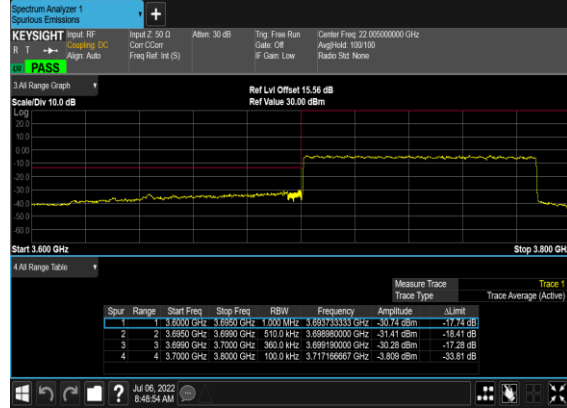 Spectrum Analyzer 1
Spurious Emissions
+
KEYSIGHT Input: RF Input Z: 50 Ω Atten: 30 dB Trig: Free Run Center Freq: 22.005000000 GHz
R T Coupling: DC Corr CCorr Gate: Off Avg|Hold: 100/100
Align: Auto Freq Ref: Int (S) IF Gain: Low Radio Std: None
PASS
3 All Range Graph
Ref Lvl Offset 15.56 dB
Scale/Div 10.0 dB Ref Value 30.00 dBm
Log
20.0
10.0
0.00
-10.0
-20.0
-30.0
-40.0
-50.0
-60.0
Start 3.600 GHz Stop 3.800 GHz
4 All Range Table
Measure Trace Trace 1
Trace Type Trace Average (Active)
Spur Range Start Freq Stop Freq RBW Frequency Amplitude ΔLimit
1 1 3.6000 GHz 3.6950 GHz 1.000 MHz 3.693733333 GHz -30.74 dBm -17.74 dB
2 2 3.6950 GHz 3.6990 GHz 510.0 kHz 3.698980000 GHz -31.41 dBm -18.41 dB
3 3 3.6990 GHz 3.7000 GHz 360.0 kHz 3.699190000 GHz -30.28 dBm -17.28 dB
4 4 3.7000 GHz 3.8000 GHz 100.0 kHz 3.717166667 GHz -3.809 dBm -33.81 dB
? Jul 06, 2022
8:48:54 AM